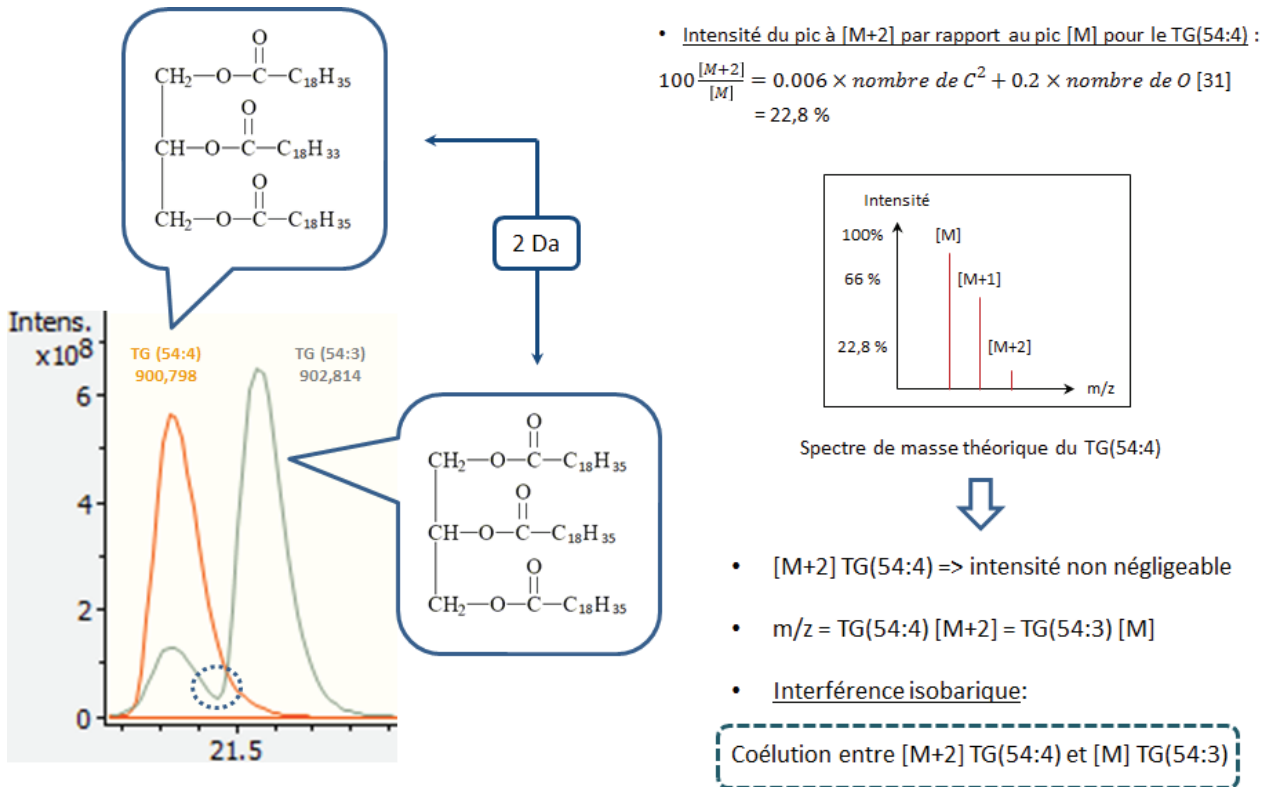 O
CH₂—O—C—C₁₈H₃₅
O
CH—O—C—C₁₈H₃₃
O
CH₂—O—C—C₁₈H₃₅
2 Da
Intens.
x10⁸
TG (54:4)
900,798
TG (54:3)
902,814
6
4
2
0
21.5
O
CH₂—O—C—C₁₈H₃₅
O
CH—O—C—C₁₈H₃₅
O
CH₂—O—C—C₁₈H₃₅
• Intensité du pic à [M+2] par rapport au pic [M] pour le TG(54:4) :
100 [M+2]/[M] = 0.006 × nombre de C² + 0.2 × nombre de O [31]
= 22,8 %
Intensité
100%
[M]
66 %
[M+1]
22,8 %
[M+2]
m/z
Spectre de masse théorique du TG(54:4)
• [M+2] TG(54:4) => intensité non négligeable
• m/z = TG(54:4) [M+2] = TG(54:3) [M]
• Interférence isobarique:
Coélution entre [M+2] TG(54:4) et [M] TG(54:3)